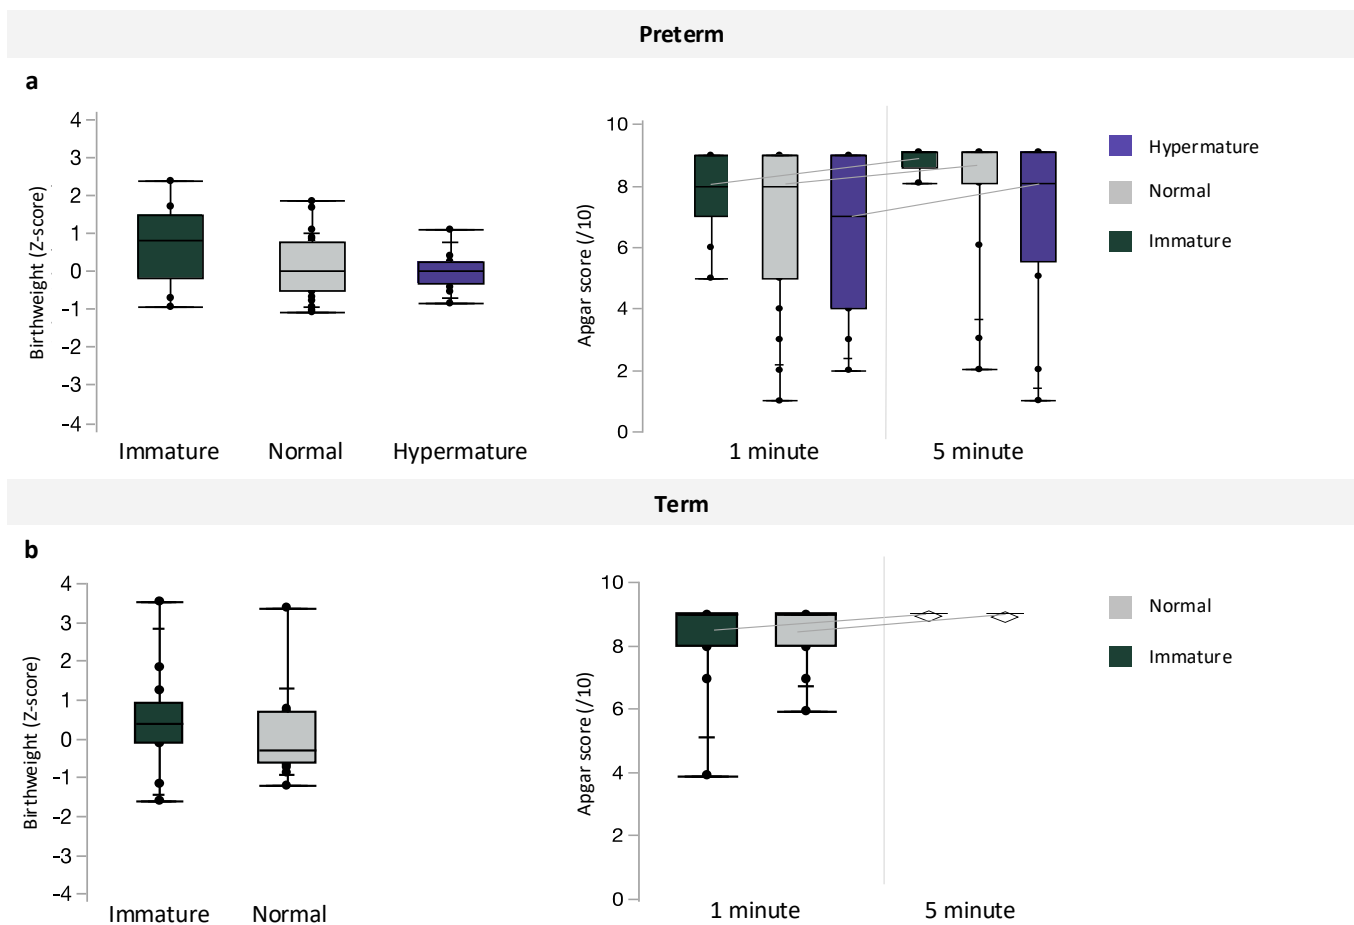 Preterm
a
Birthweight (Z-score)
4
3
2
1
0
-1
-2
-3
-4
Immature Normal Hypermature
Apgar score (/10)
10
8
6
4
2
0
1 minute 5 minute
Hypermature
Normal
Immature
Term
b
Birthweight (Z-score)
4
3
2
1
0
-1
-2
-3
-4
Immature Normal
Apgar score (/10)
10
8
6
4
2
0
1 minute 5 minute
Normal
Immature